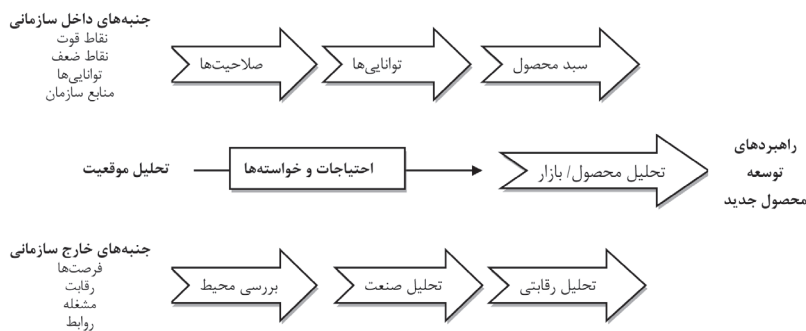 جنبه‌های داخل سازمانی
نقاط قوت
نقاط ضعف
توانایی‌ها
منابع سازمان
صلاحیت‌ها
توانایی‌ها
سبد محصول
تحلیل موقعیت
احتیاجات و خواسته‌ها
تحلیل محصول/ بازار
راهبردهای
توسعه
محصول جدید
جنبه‌های خارج سازمانی
فرصت‌ها
رقابت
مشغله
روابط
بررسی محیط
تحلیل صنعت
تحلیل رقابتی